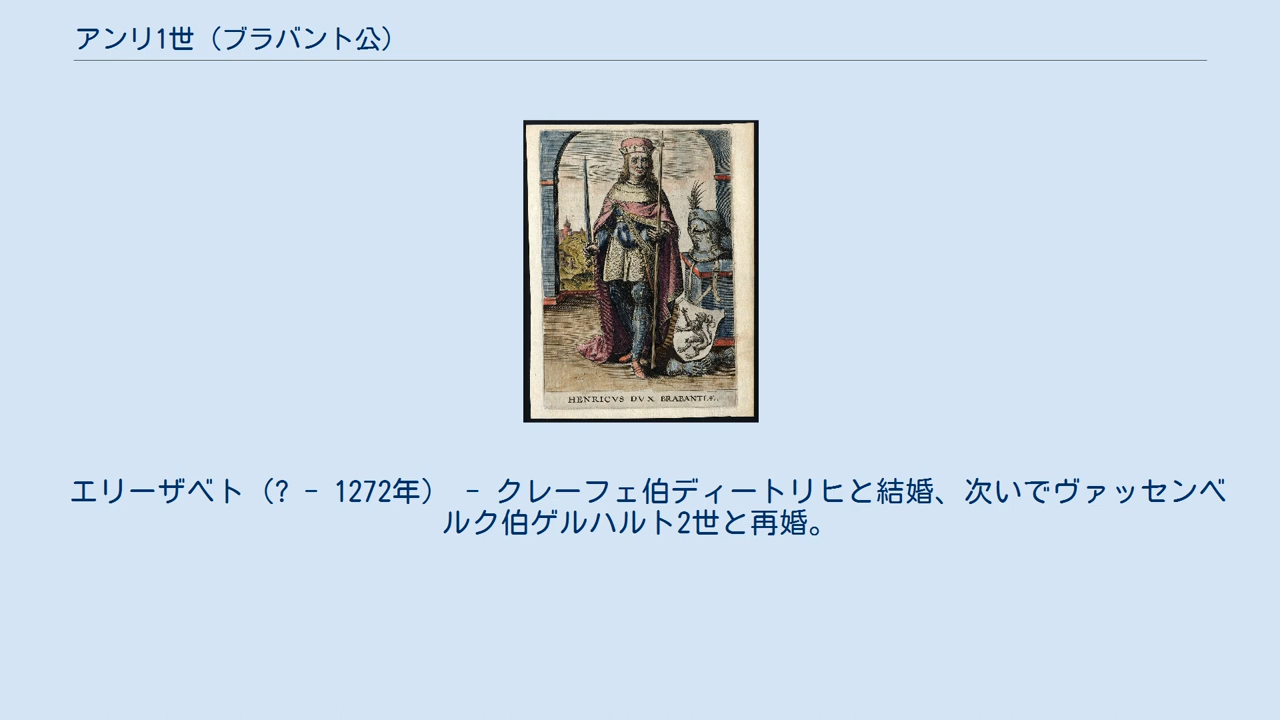 アンリ1世（ブラバント公）
HENRICVS DVX BRABANTIÆ.
エリーザベト（? - 1272年） - クレーフェ伯ディートリヒと結婚、次いでヴァッセンベ
ルク伯ゲルハルト2世と再婚。